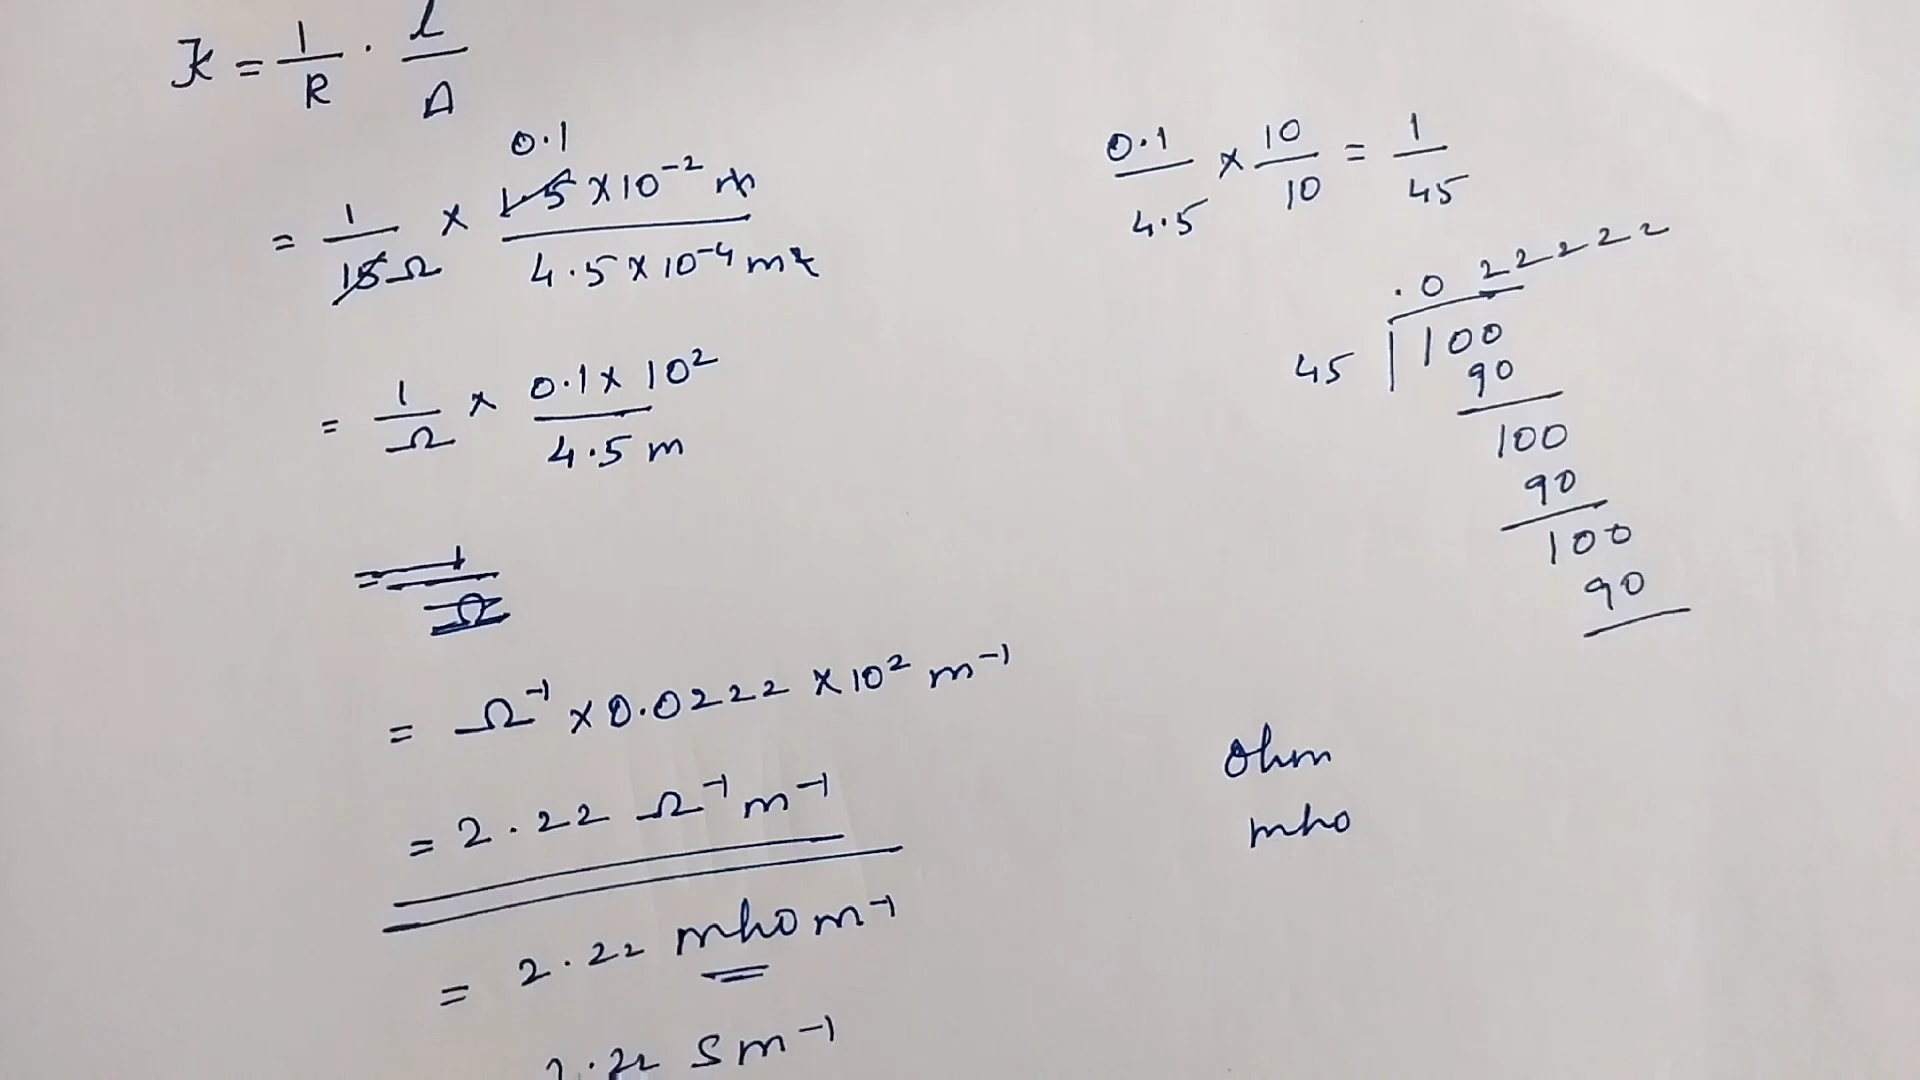 K = 1/R · l/A
0.1
= 1/15Ω × 1.5 × 10⁻² m / 4.5 × 10⁻⁴ m²
= 1/Ω × 0.1 × 10² / 4.5 m
= 1/Ω
= Ω⁻¹ × 0.0222 × 10² m⁻¹
= 2.22 Ω⁻¹ m⁻¹
= 2.22 mho m⁻¹
2.22 S m⁻¹
0.1/4.5 × 10/10 = 1/45
.022222
45 | 100
90
100
90
100
90
Ohm
mho